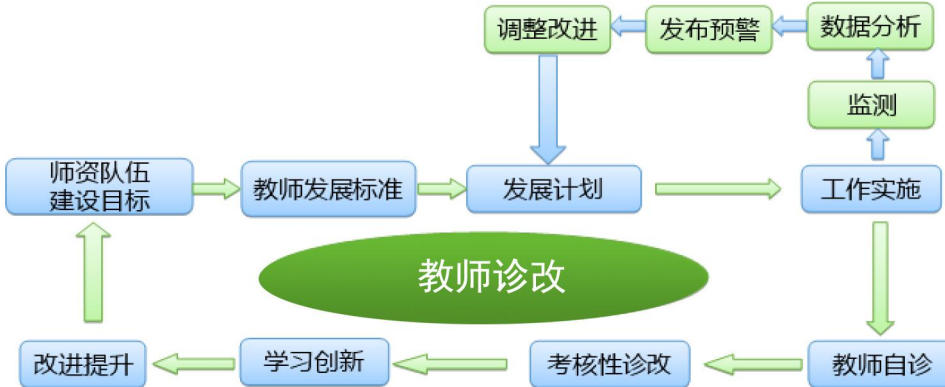 调整改进
发布预警
数据分析
监测
师资队伍
建设目标
教师发展标准
发展计划
工作实施
教师诊改
改进提升
学习创新
考核性诊改
教师自诊